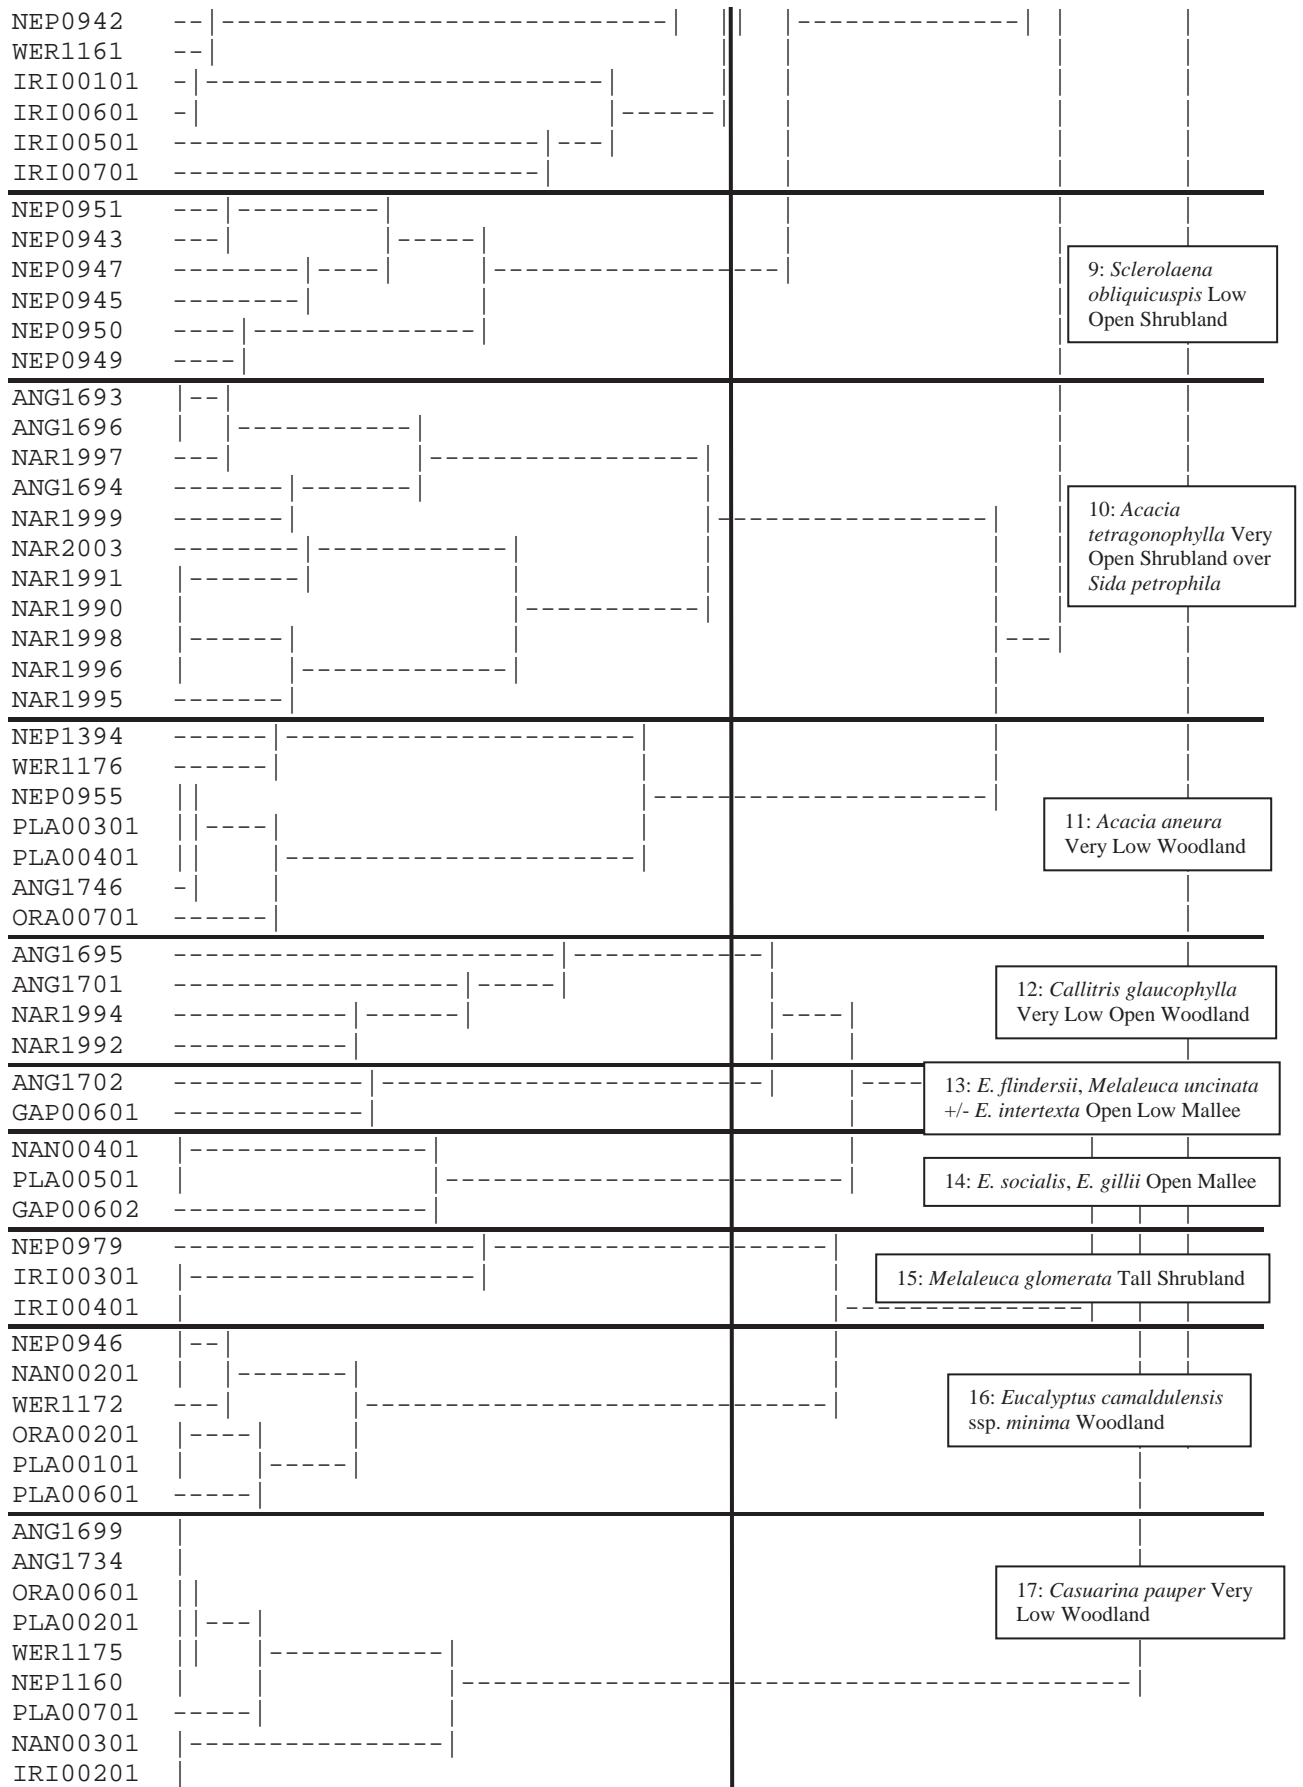 NEP0942
WER1161
IRI00101
IRI00601
IRI00501
IRI00701
NEP0951
NEP0943
NEP0947
NEP0945
NEP0950
NEP0949
9: Sclerolaena
obliquicuspis Low
Open Shrubland
ANG1693
ANG1696
NAR1997
ANG1694
NAR1999
NAR2003
NAR1991
NAR1990
NAR1998
NAR1996
NAR1995
10: Acacia
tetragonophylla Very
Open Shrubland over
Sida petrophila
NEP1394
WER1176
NEP0955
PLA00301
PLA00401
ANG1746
ORA00701
11: Acacia aneura
Very Low Woodland
ANG1695
ANG1701
NAR1994
NAR1992
12: Callitris glaucophylla
Very Low Open Woodland
ANG1702
GAP00601
13: E. flindersii, Melaleuca uncinata
+/- E. intertexta Open Low Mallee
NAN00401
PLA00501
GAP00602
14: E. socialis, E. gillii Open Mallee
NEP0979
IRI00301
IRI00401
15: Melaleuca glomerata Tall Shrubland
NEP0946
NAN00201
WER1172
ORA00201
PLA00101
PLA00601
16: Eucalyptus camaldulensis
ssp. minima Woodland
ANG1699
ANG1734
ORA00601
PLA00201
WER1175
NEP1160
PLA00701
NAN00301
IRI00201
17: Casuarina pauper Very
Low Woodland